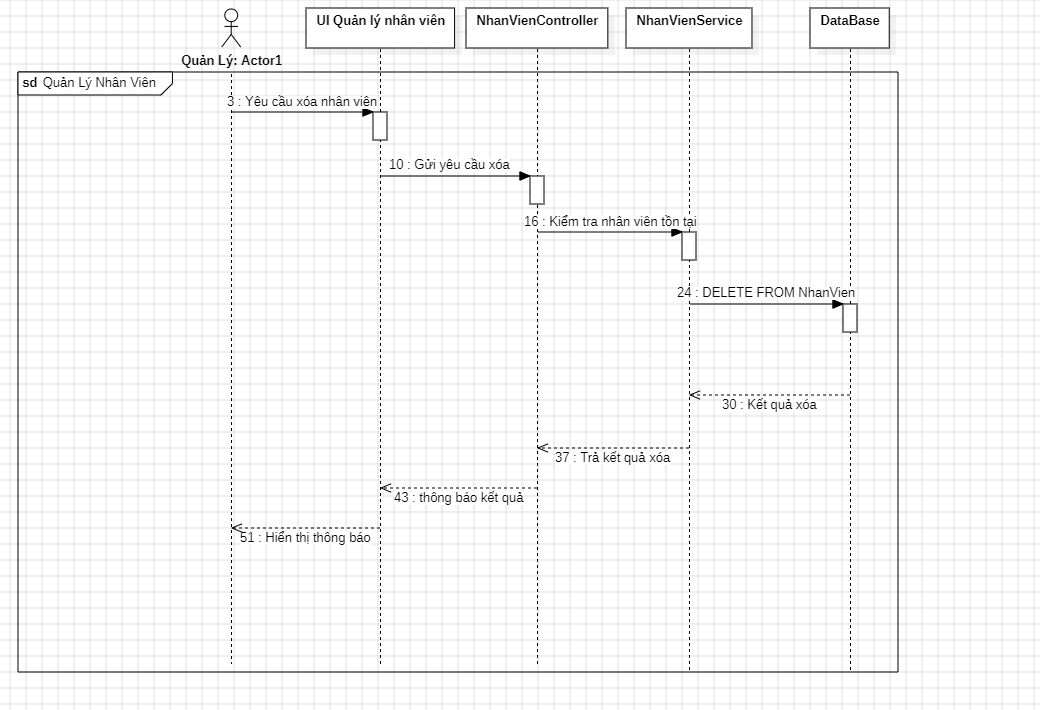 UI Quản lý nhân viên
NhanVienController
NhanVienService
DataBase
Quản Lý: Actor1
sd Quản Lý Nhân Viên
3 : Yêu cầu xóa nhân viên
10 : Gửi yêu cầu xóa
16 : Kiểm tra nhân viên tồn tại
24 : DELETE FROM NhanVien
30 : Kết quả xóa
37 : Trả kết quả xóa
43 : thông báo kết quả
51 : Hiển thị thông báo